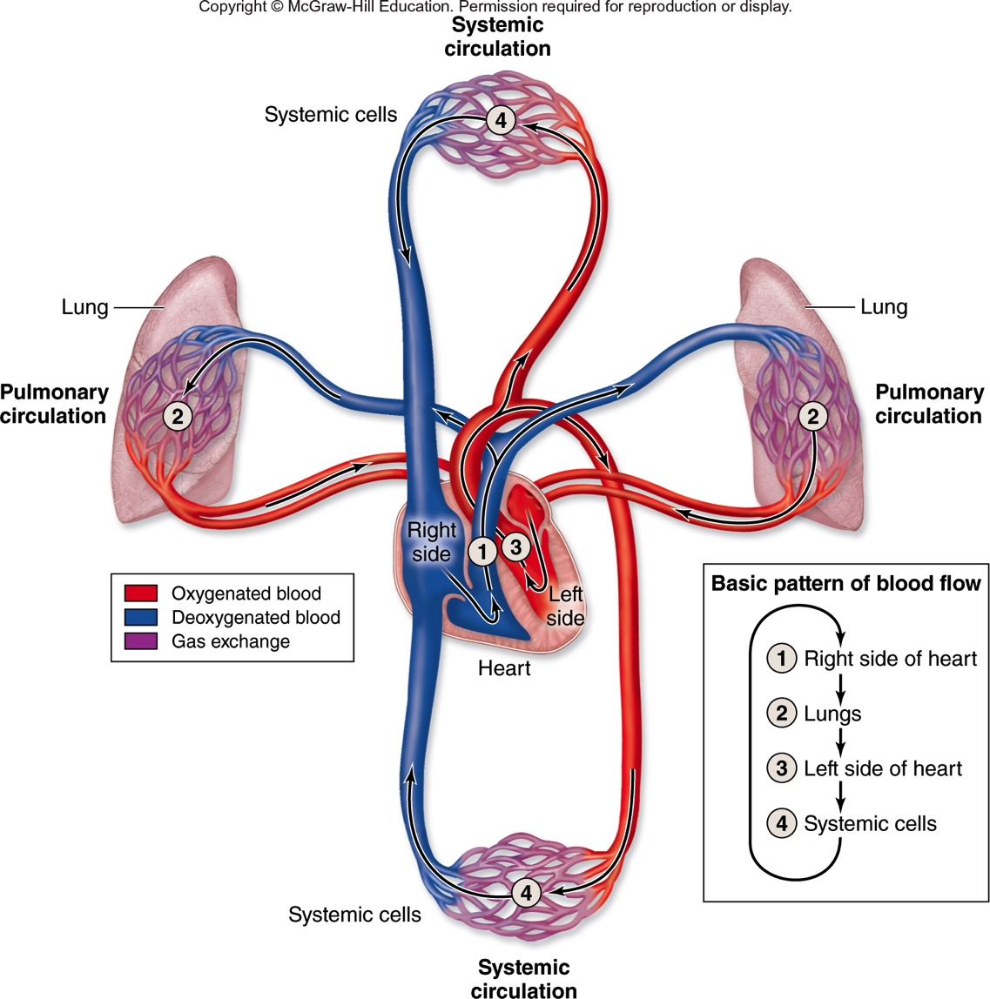 Copyright © McGraw-Hill Education. Permission required for reproduction or display.
Systemic
circulation
Systemic cells
4
Lung
Lung
Pulmonary
circulation
2
2
Pulmonary
circulation
Right
side
1
3
Left
side
Heart
Oxygenated blood
Deoxygenated blood
Gas exchange
Basic pattern of blood flow
1 Right side of heart
2 Lungs
3 Left side of heart
4 Systemic cells
4
Systemic cells
Systemic
circulation